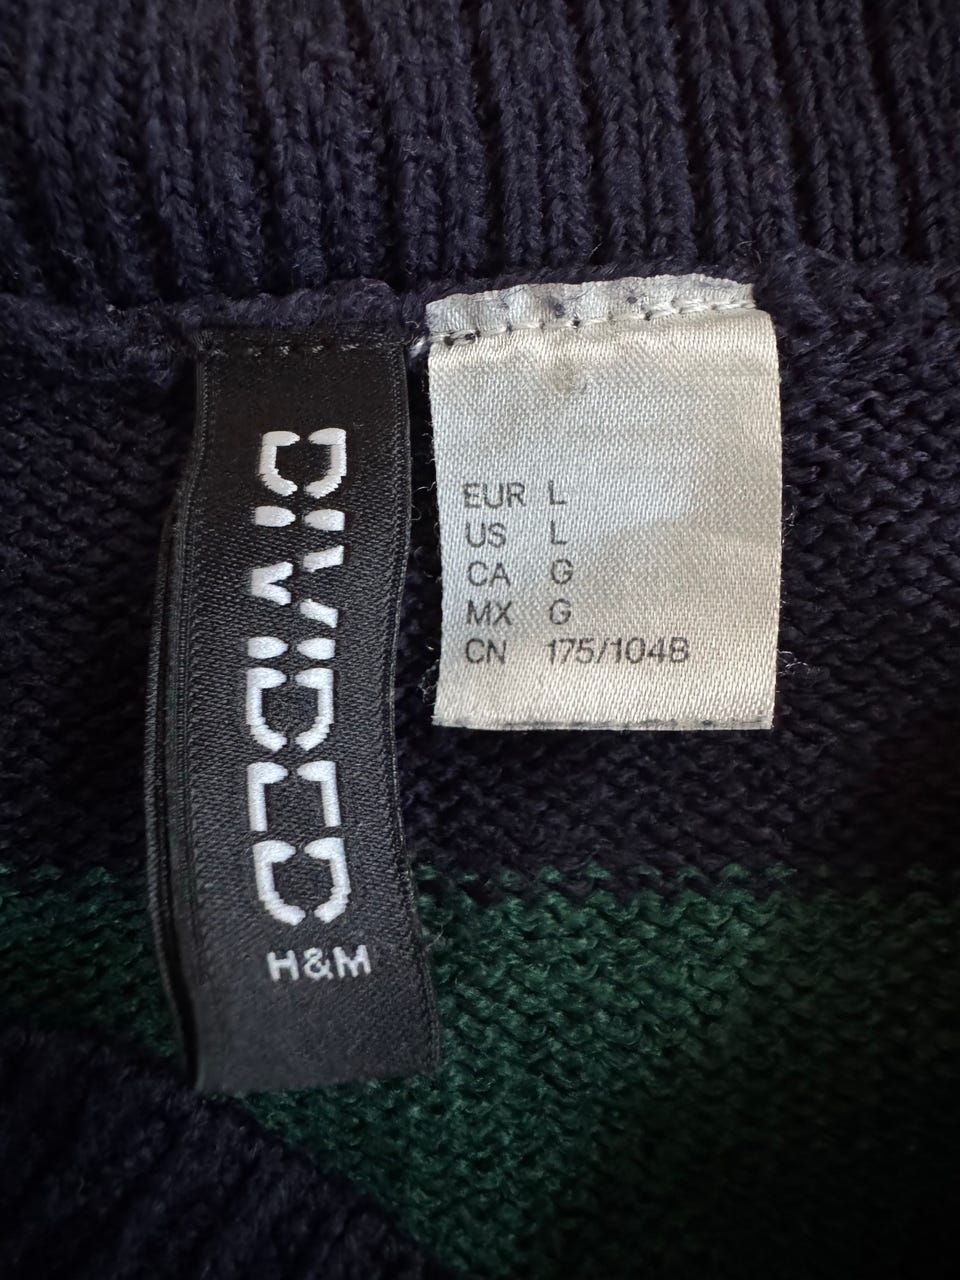 DIVIDED
H&M
EUR L
US L
CA G
MX G
CN 175/104B